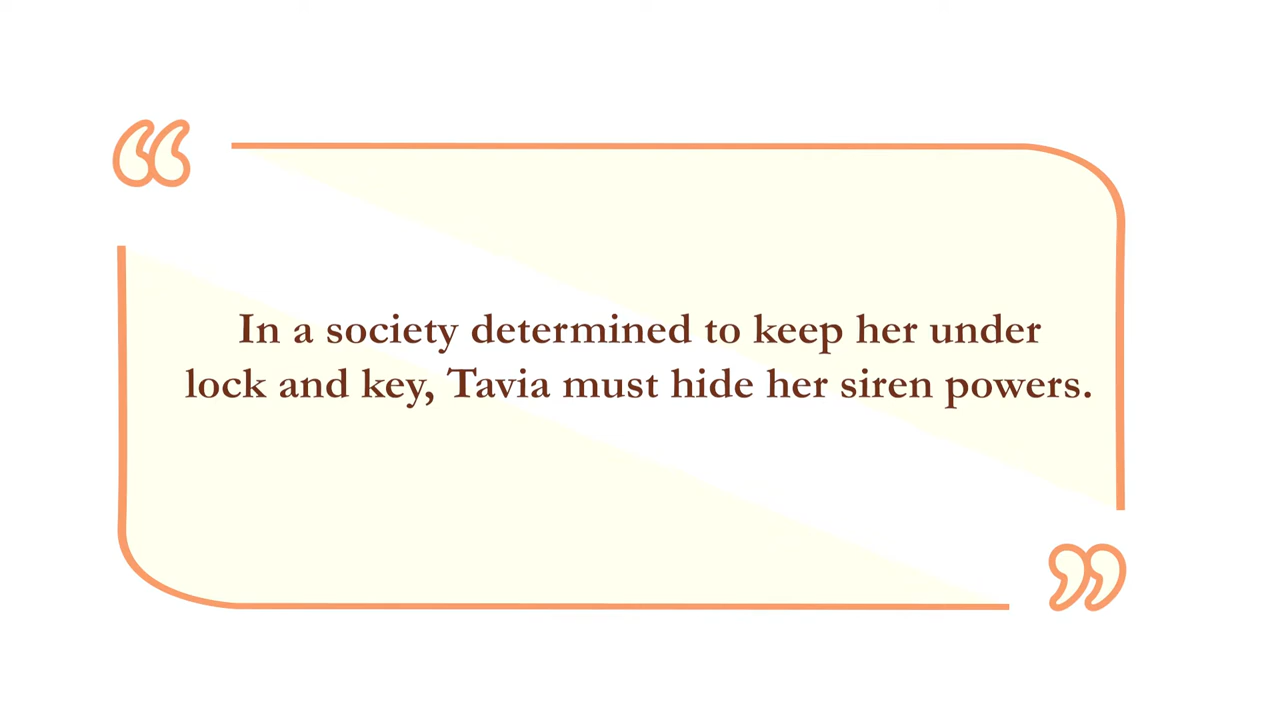 In a society determined to keep her under
lock and key, Tavia must hide her siren powers.